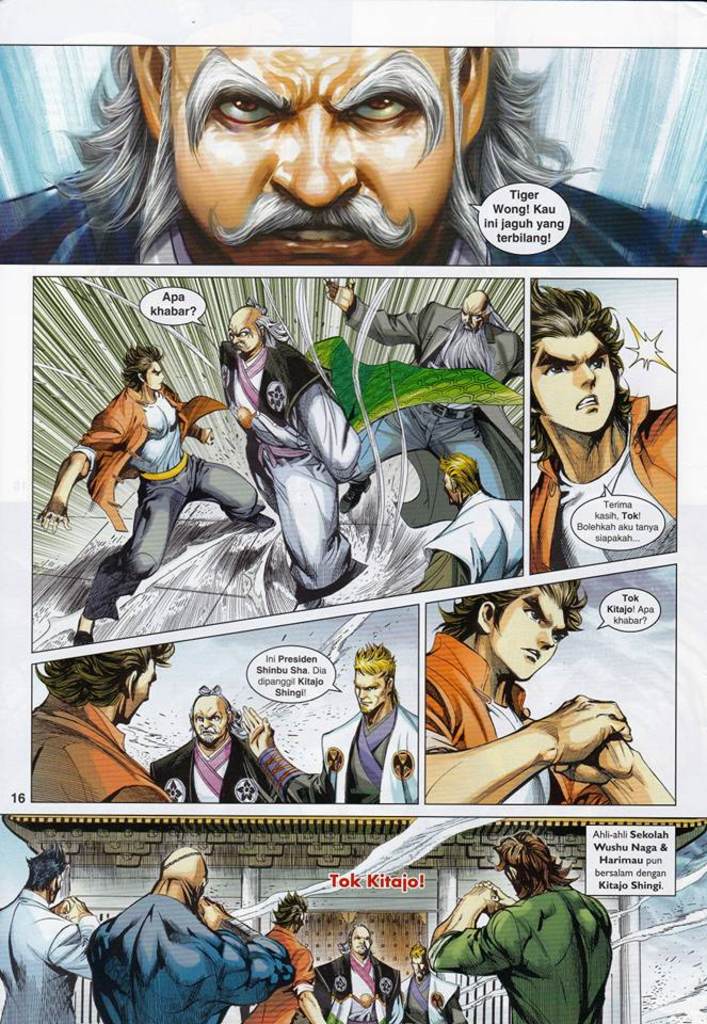 Tiger
Wong! Kau
ini jaguh yang
terbilang!
Apa
khabar?
Terima
kasih, Tok!
Bolehkah aku tanya
siapakah...
Ini Presiden
Shinbu Sha. Dia
dipanggil Kitajo
Shingi!
Tok
Kitajo! Apa
khabar?
16
Ahli-ahli Sekolah
Wushu Naga &
Harimau pun
bersalam dengan
Kitajo Shingi.
Tok Kitajo!